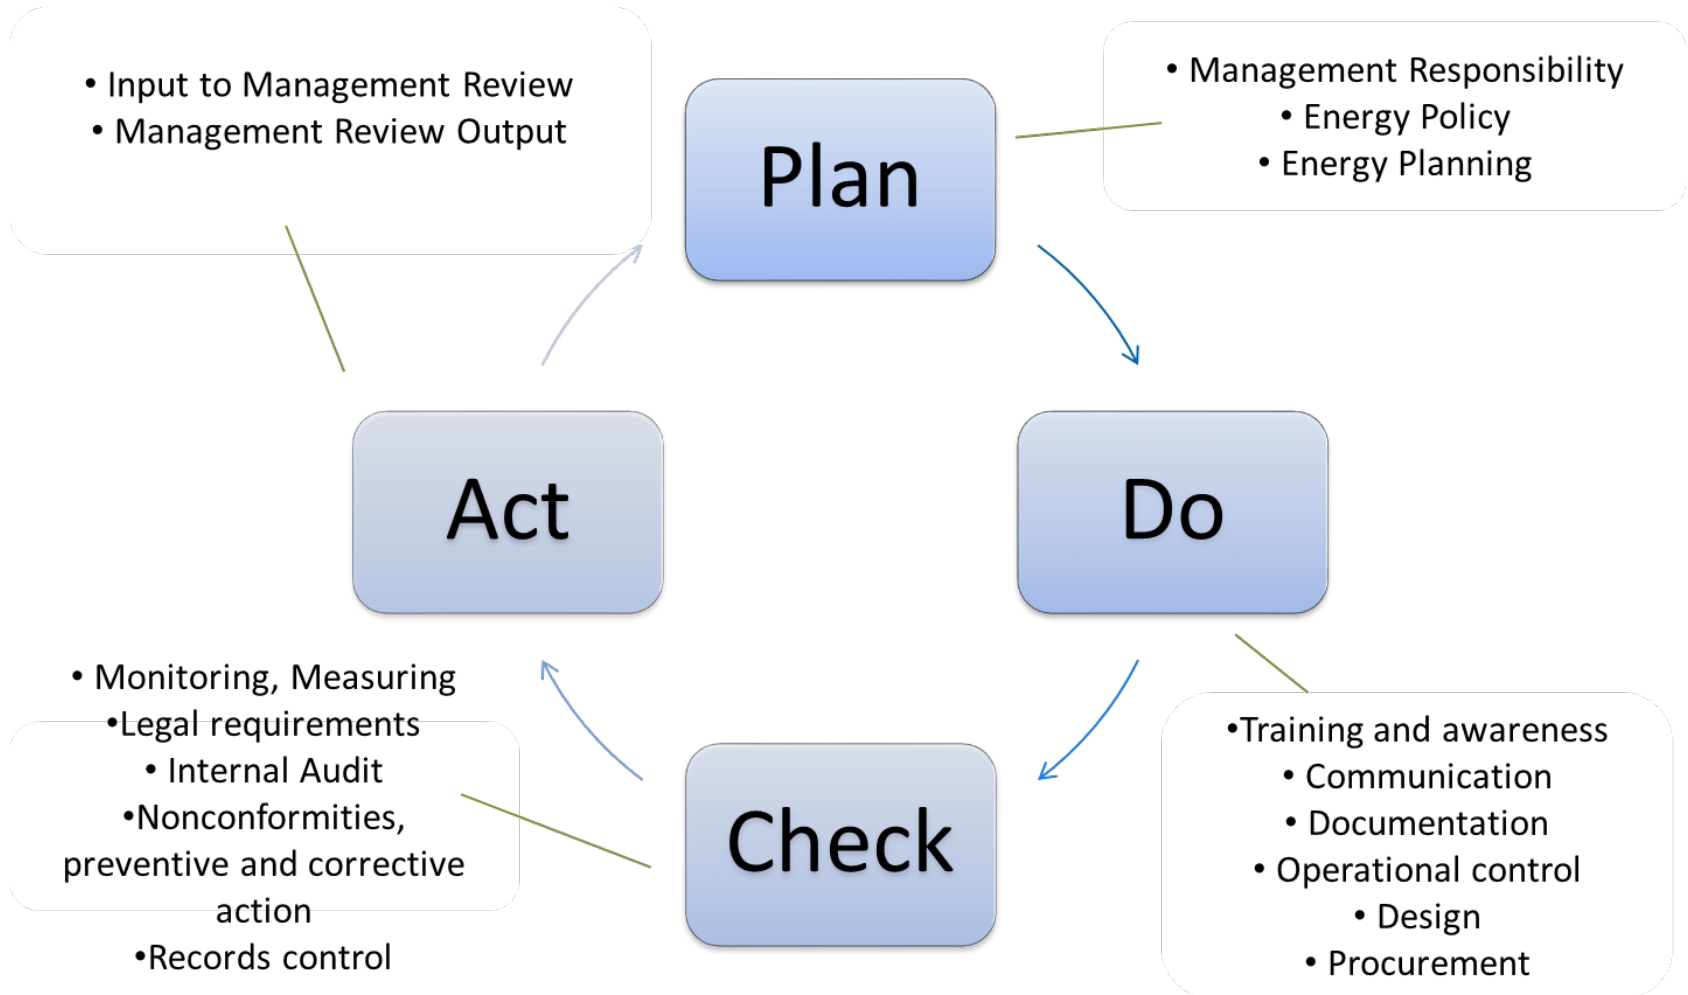 • Input to Management Review
• Management Review Output
Plan
• Management Responsibility
• Energy Policy
• Energy Planning
Act
Do
• Monitoring, Measuring
•Legal requirements
• Internal Audit
•Nonconformities,
preventive and corrective
action
•Records control
Check
•Training and awareness
• Communication
• Documentation
• Operational control
• Design
• Procurement